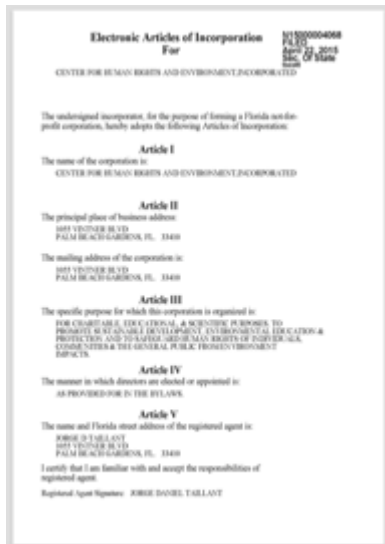 Electronic Articles of Incorporation
For
N15000004068
FILED
April 22, 2015
Sec. Of State
CENTER FOR HUMAN RIGHTS AND ENVIRONMENT,INCORPORATED
The undersigned incorporator, for the purpose of forming a Florida not-for-
profit corporation, hereby adopts the following Articles of Incorporation:
Article I
The name of the corporation is:
CENTER FOR HUMAN RIGHTS AND ENVIRONMENT,INCORPORATED
Article II
The principal place of business address:
1055 VINTNER BLVD
PALM BEACH GARDENS, FL. 33410
The mailing address of the corporation is:
1055 VINTNER BLVD
PALM BEACH GARDENS, FL. 33410
Article III
The specific purpose for which this corporation is organized is:
FOR CHARITABLE, EDUCATIONAL, & SCIENTIFIC PURPOSES, TO
PROMOTE SUSTAINABLE DEVELOPMENT, ENVIRONMENTAL EDUCATION &
PROTECTION AND TO SAFEGUARD HUMAN RIGHTS OF INDIVIDUALS,
COMMUNITIES & THE GENERAL PUBLIC FROM ENVIRONMENT
IMPACTS.
Article IV
The manner in which directors are elected or appointed is:
AS PROVIDED FOR IN THE BYLAWS.
Article V
The name and Florida street address of the registered agent is:
JORGE D TAILLANT
1055 VINTNER BLVD
PALM BEACH GARDENS, FL. 33410
I certify that I am familiar with and accept the responsibilities of
registered agent.
Registered Agent Signature: JORGE DANIEL TAILLANT